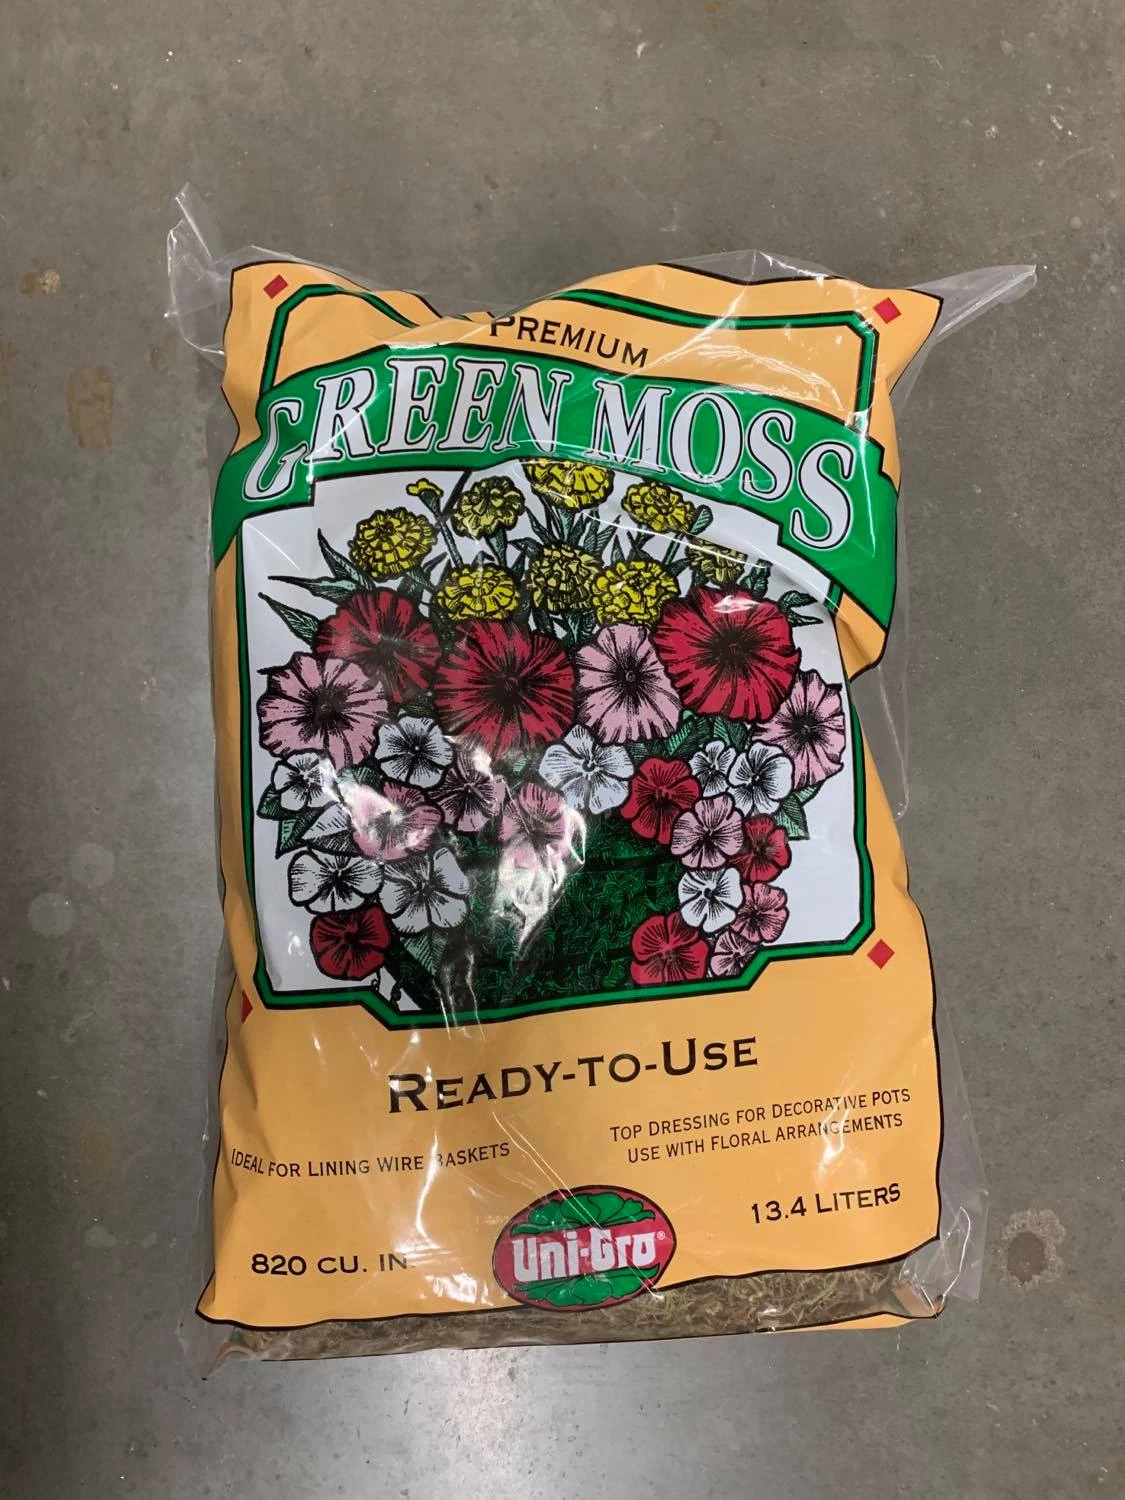 PREMIUM
GREEN MOSS
READY-TO-USE
IDEAL FOR LINING WIRE BASKETS
TOP DRESSING FOR DECORATIVE POTS
USE WITH FLORAL ARRANGEMENTS
820 CU. IN.
13.4 LITERS
Uni-Gro®